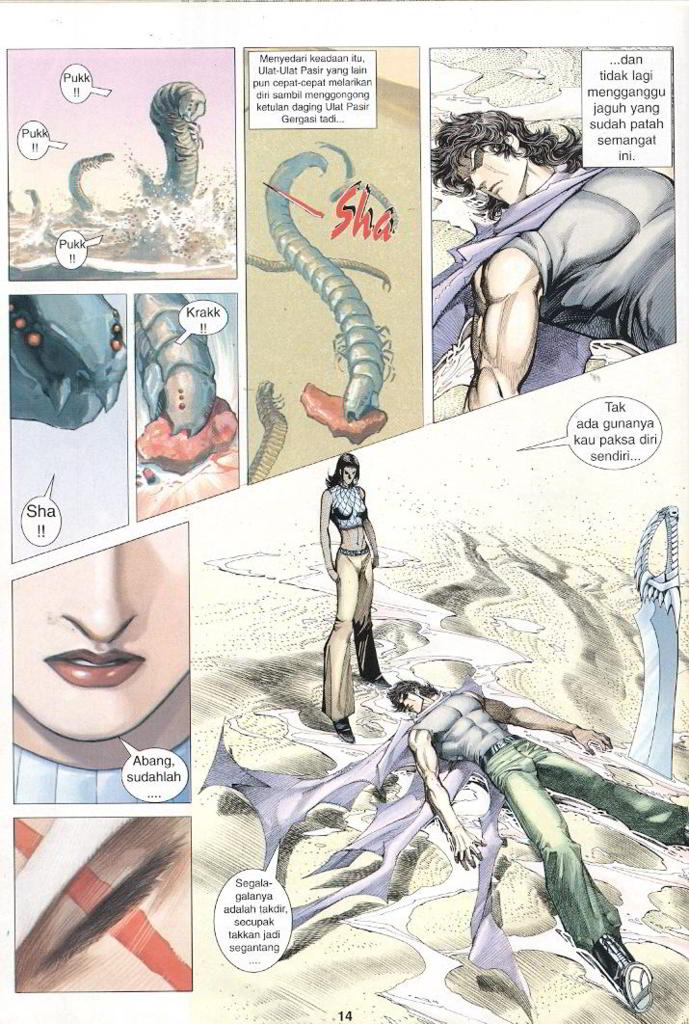 Pukk
!!
Pukk
!!
Pukk
!!
Menyedari keadaan itu,
Ulat-Ulat Pasir yang lain
pun cepat-cepat melarikan
diri sambil menggongong
ketulan daging Ulat Pasir
Gergasi tadi...
Sha
...dan
tidak lagi
mengganggu
jaguh yang
sudah patah
semangat
ini.
Sha
!!
Krakk
!!
Tak
ada gunanya
kau paksa diri
sendiri...
Abang,
sudahlah
....
Segala-
galanya
adalah takdir,
secupak
takkan jadi
segantang
....
14